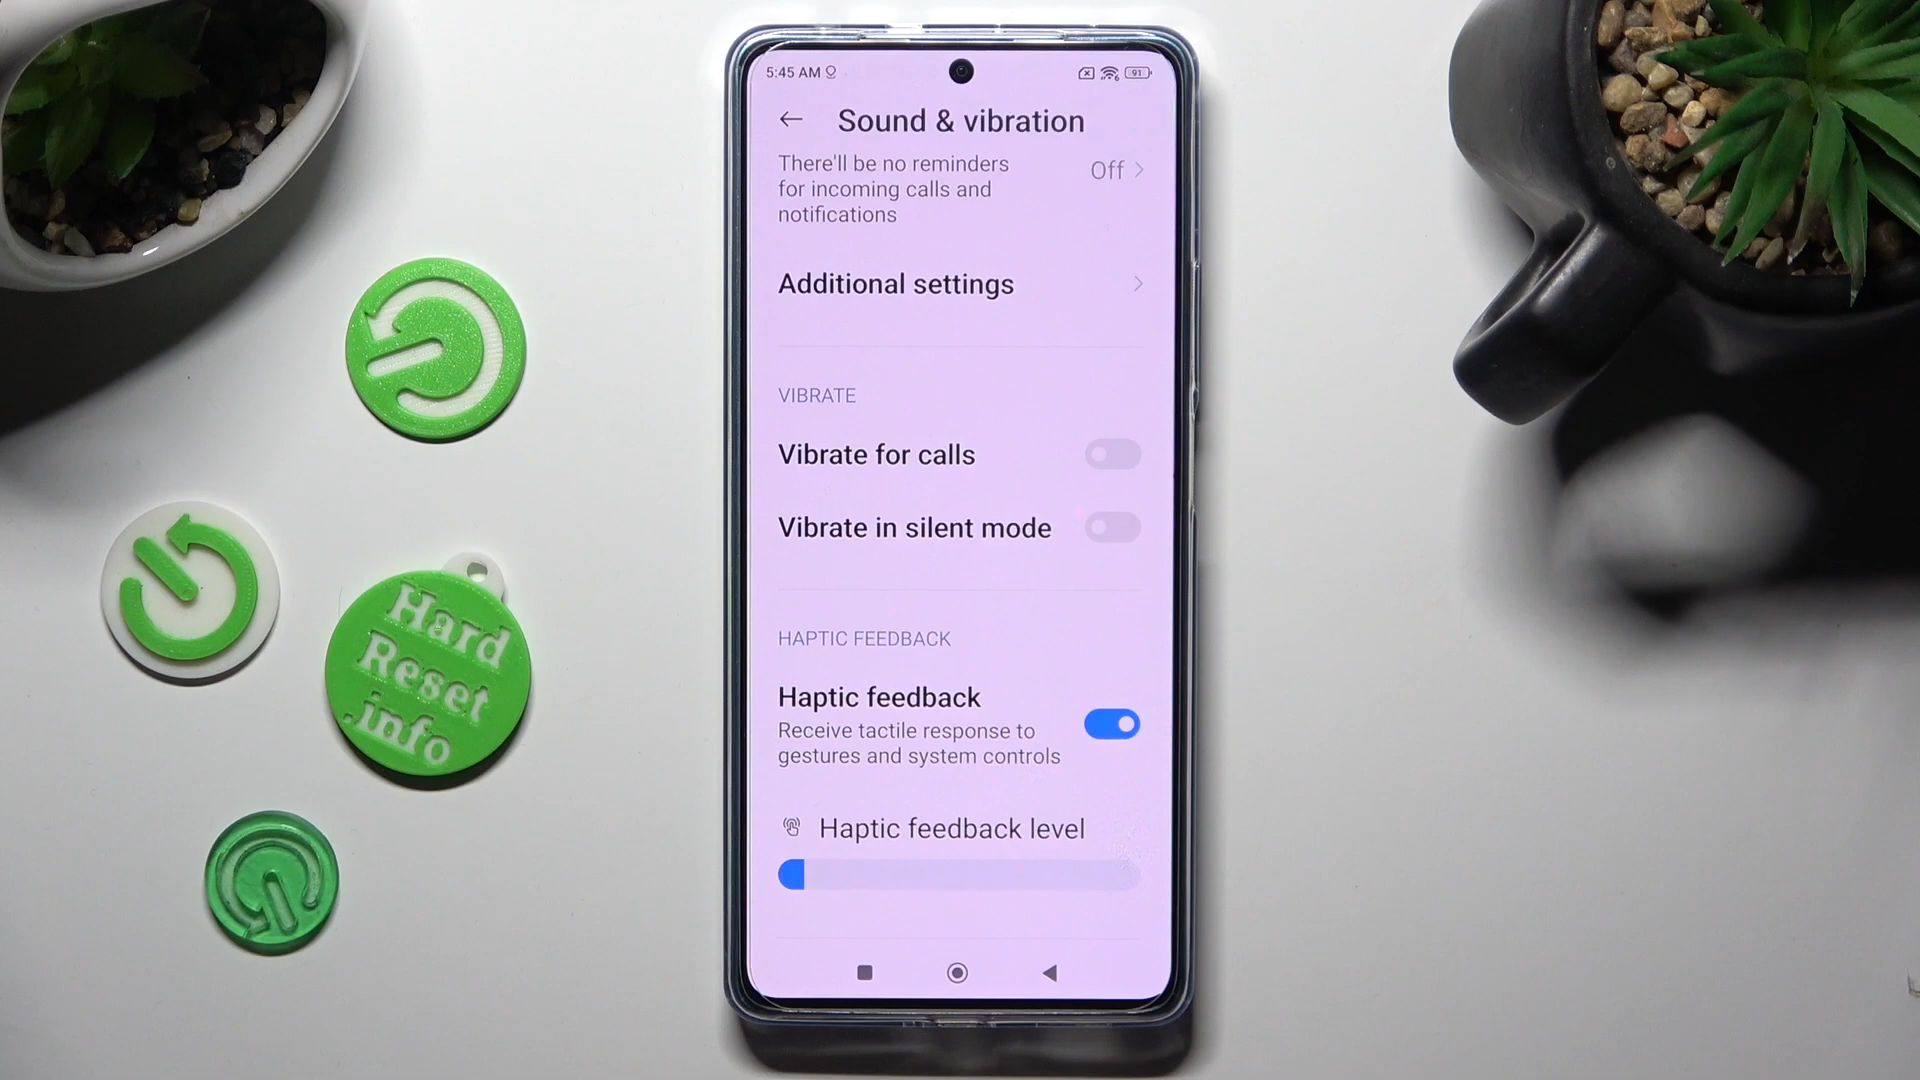 5:45 AM
91
Sound & vibration
There'll be no reminders
for incoming calls and
notifications
Off
Additional settings
VIBRATE
Vibrate for calls
Vibrate in silent mode
HAPTIC FEEDBACK
Haptic feedback
Receive tactile response to
gestures and system controls
Haptic feedback level
Hard
Reset
.info